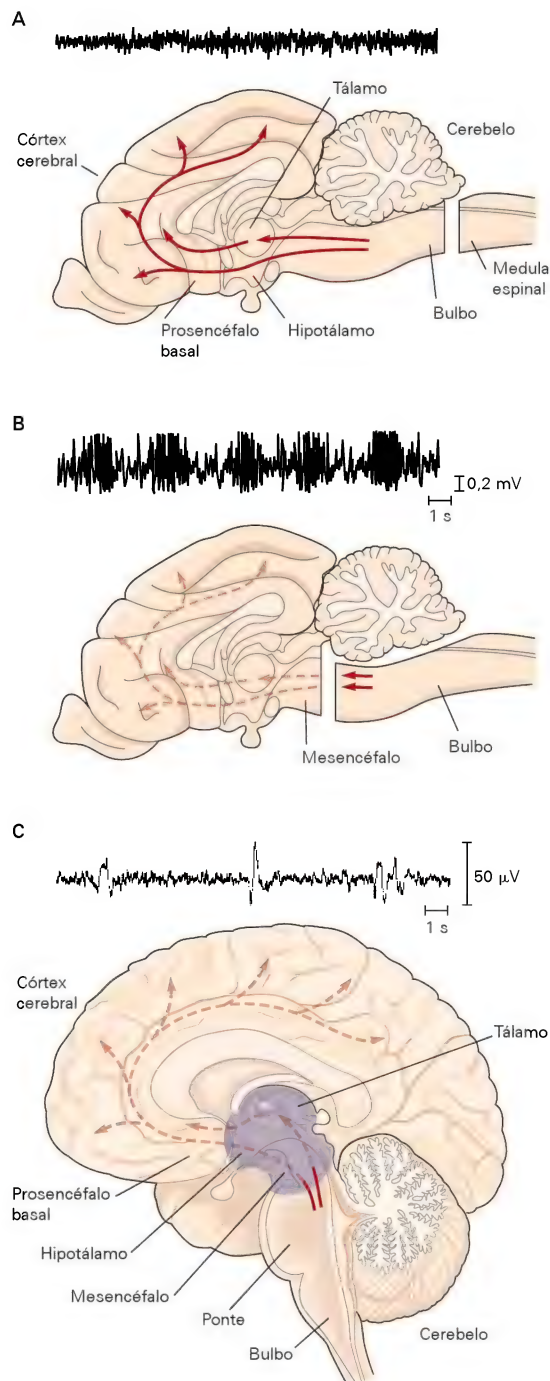 A
Tálamo
Cerebelo
Córtex
cerebral
Medula
espinal
Bulbo
Prosencéfalo
basal
Hipotálamo
B
0,2 mV
1 s
Mesencéfalo
Bulbo
C
50 μV
1 s
Córtex
cerebral
Tálamo
Prosencéfalo
basal
Hipotálamo
Mesencéfalo
Ponte
Bulbo
Cerebelo